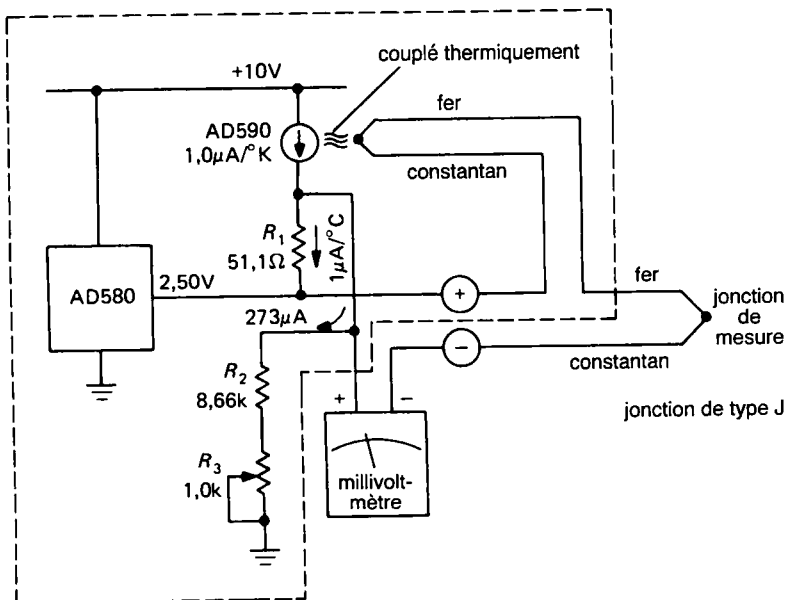 couplé thermiquement
+10V
fer
AD590
1,0μA/°K
constantan
R1
51,1Ω
1μA/°C
AD580
2,50V
+
fer
jonction
de
mesure
273μA
−
constantan
R2
8,66k
+ −
jonction de type J
R3
1,0k
millivolt-
mètre